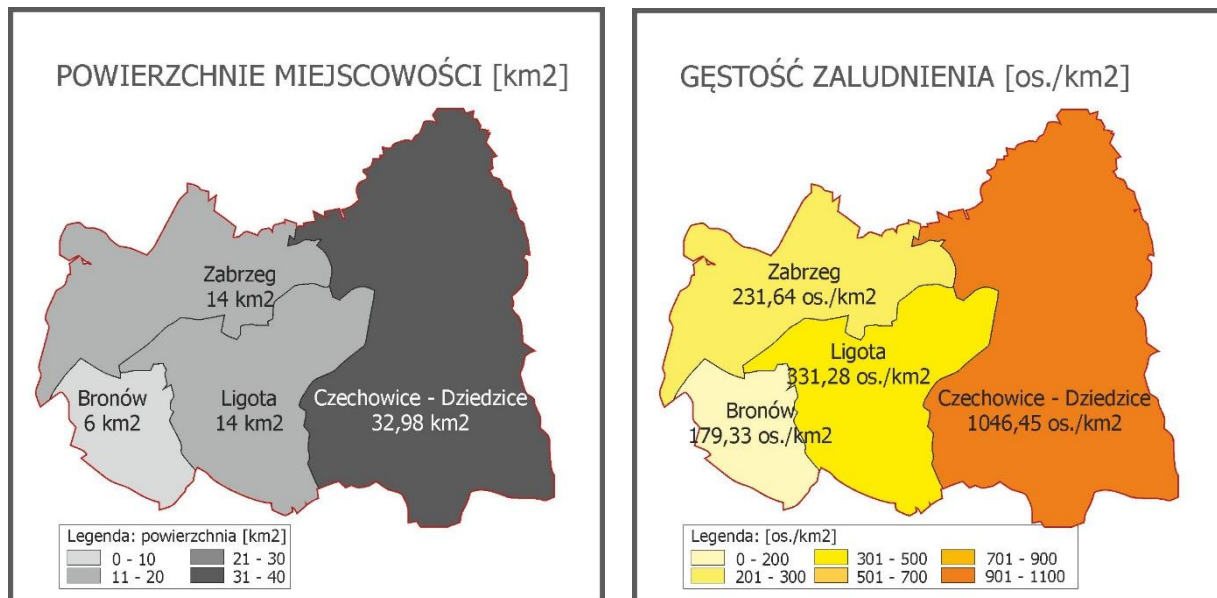 POWIERZCHNIE MIEJSCOWOŚCI [km2]
Zabrzeg
14 km2
Bronów
6 km2
Ligota
14 km2
Czechowice - Dziedzice
32,98 km2
Legenda: powierzchnia [km2]
0 - 10
21 - 30
11 - 20
31 - 40
GĘSTOŚĆ ZALUDNIENIA [os./km2]
Zabrzeg
231,64 os./km2
Ligota
331,28 os./km2
Bronów
179,33 os./km2
Czechowice - Dziedzice
1046,45 os./km2
Legenda: [os./km2]
0 - 200
301 - 500
701 - 900
201 - 300
501 - 700
901 - 1100